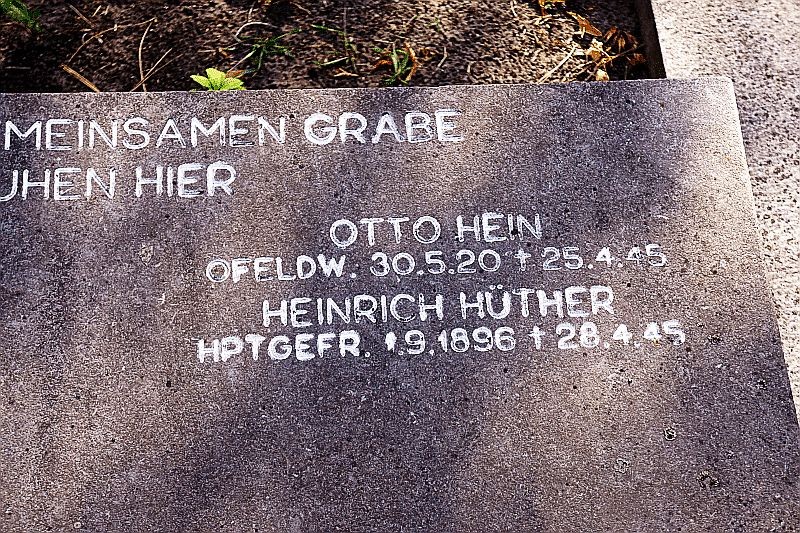 MEINSAMEN GRABE
UHEN HIER
OTTO HEIN
OFELDW. 30.5.20 † 25.4.45
HEINRICH HÜTHER
HPTGEFR. 1.9.1896 † 28.4.45